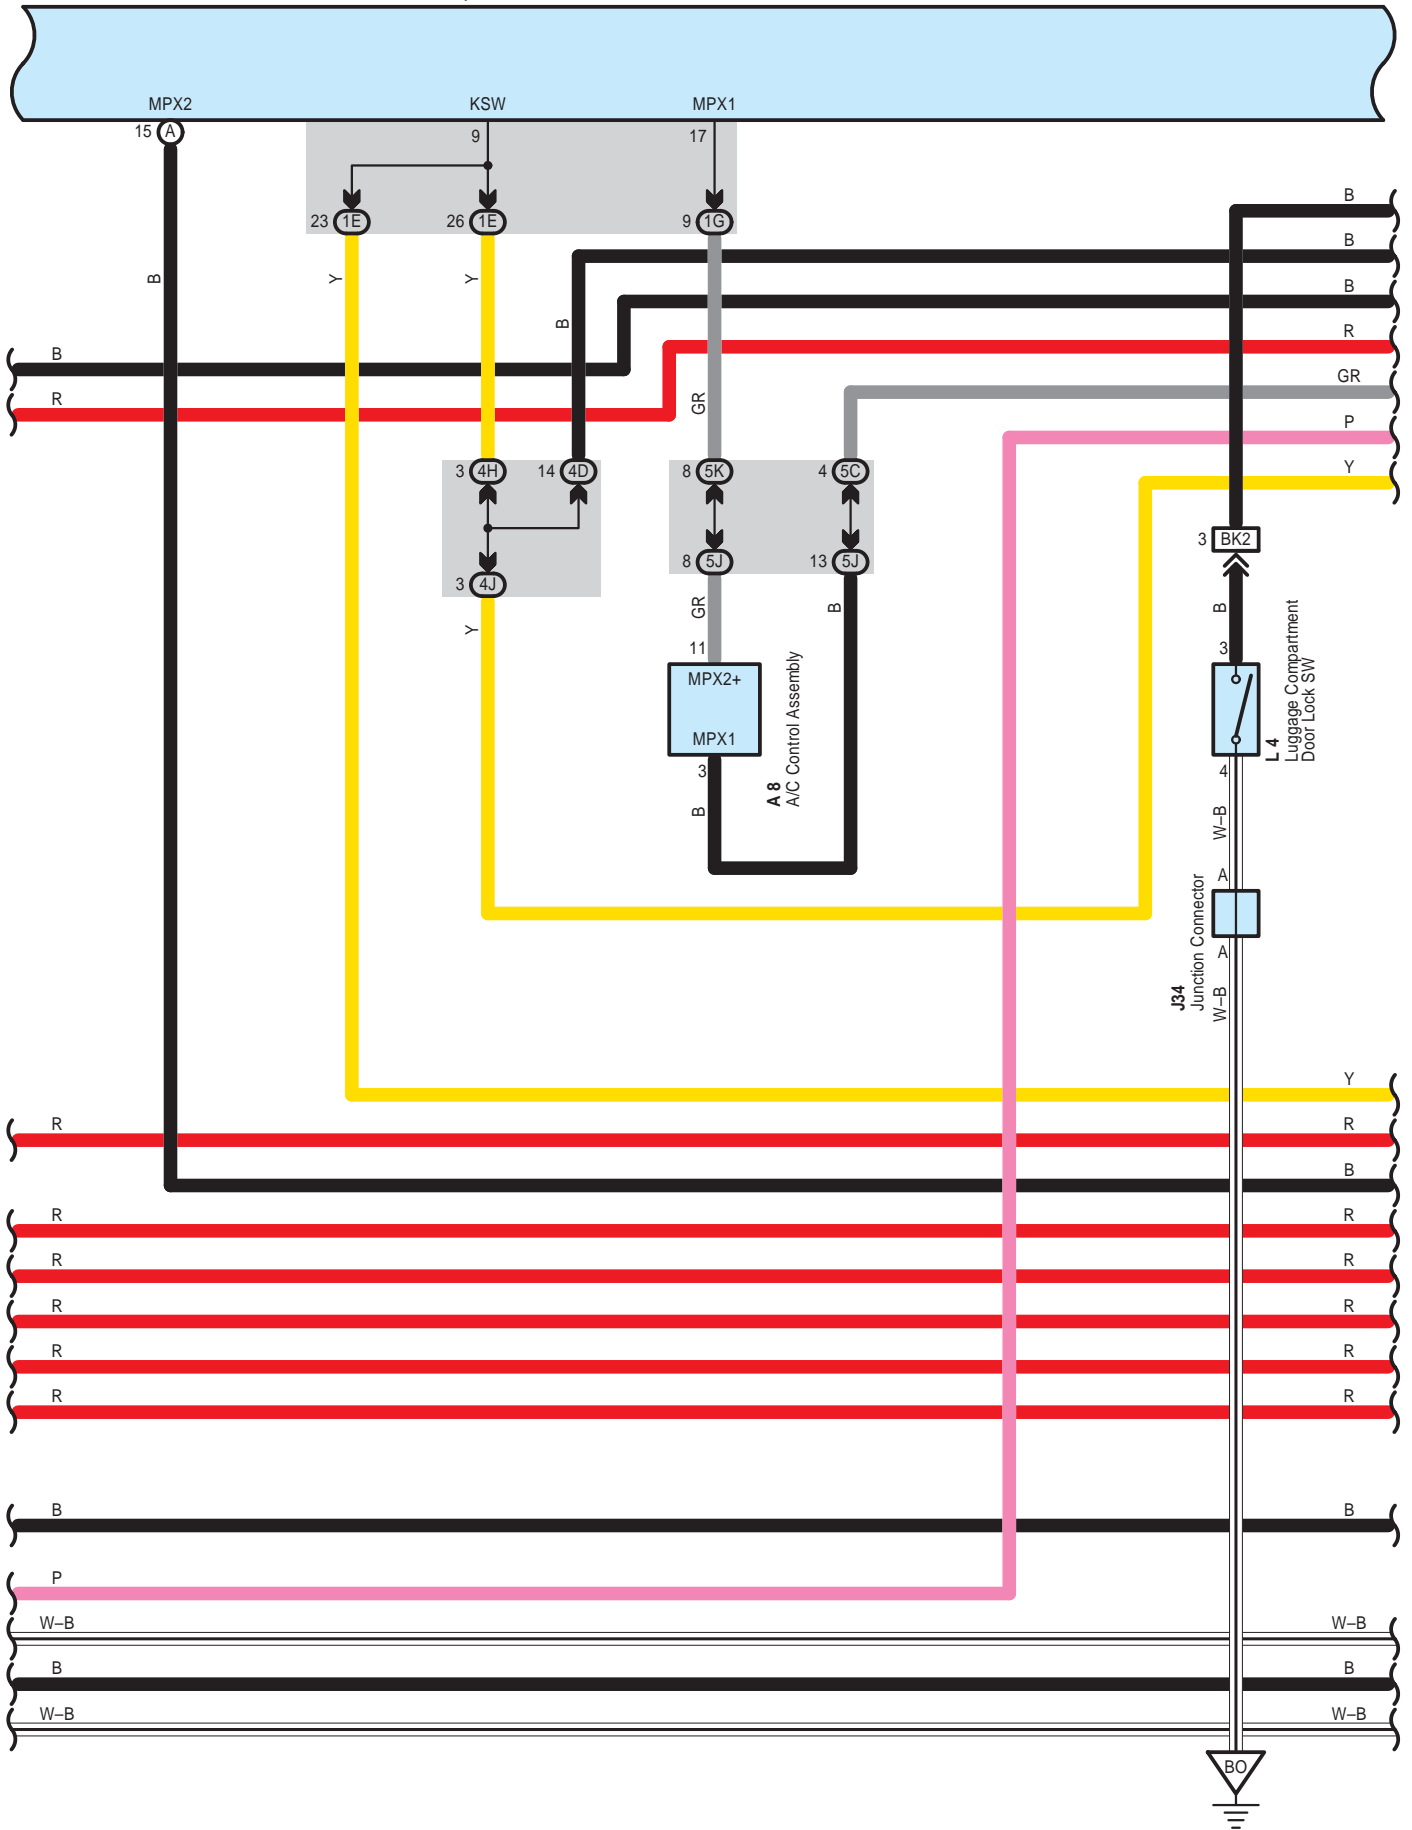 MPX2 KSW MPX1
15 A 9 17
23 1E 26 1E 9 1G
B
B
B
B
Y
Y
B
B
R
R
GR
GR
P
Y
3 4H 14 4D 8 5K 4 5C
3 BK2
8 5J 13 5J
3 4J
Y
GR
B
B
11
MPX2+
MPX1
3
A 8
A/C Control Assembly
B
3
L 4
Luggage Compartment
Door Lock SW
4
W–B
A
J34
Junction Connector
A
W–B
Y
R R
B
R R
R R
R R
R R
R R
B B
P
W–B W–B
B B
W–B W–B
BO